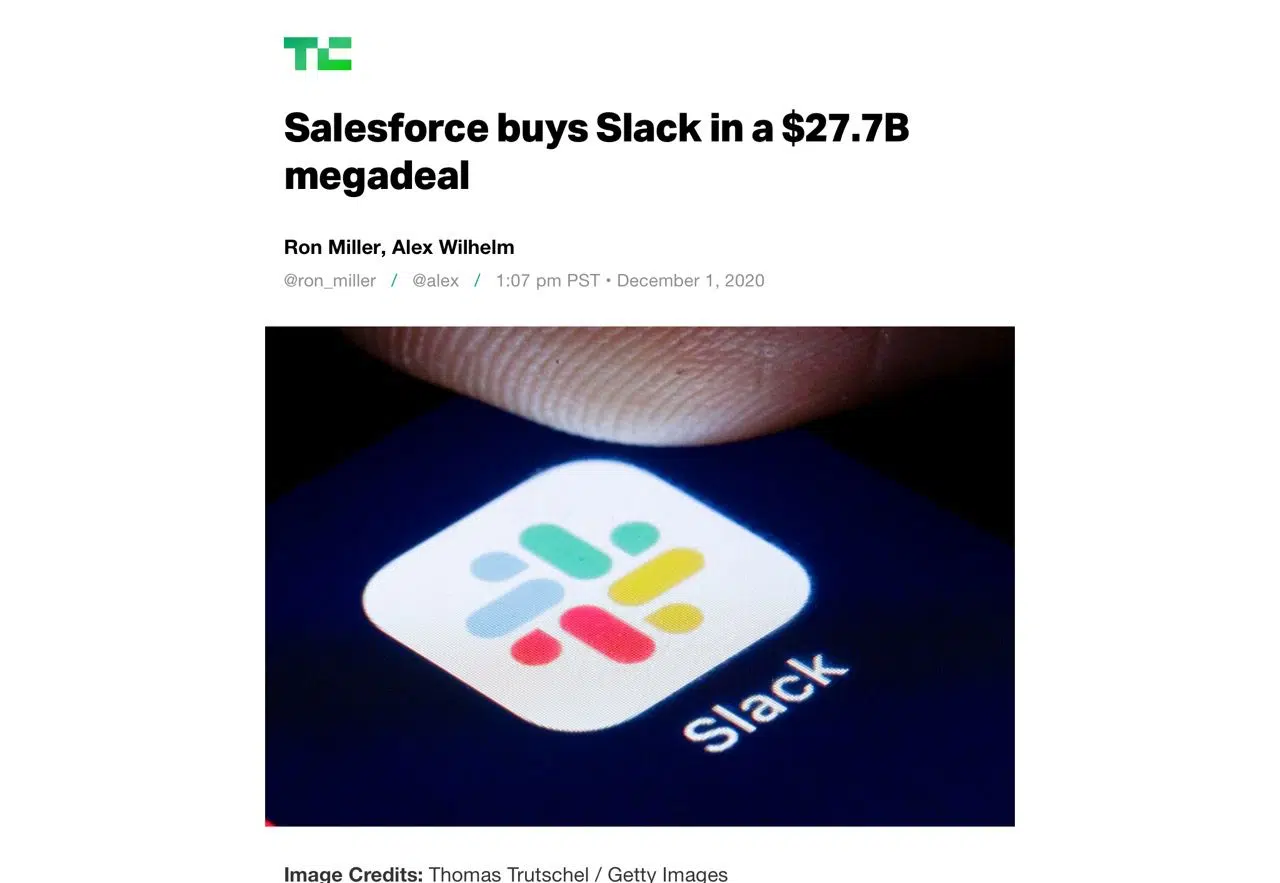 TC
Salesforce buys Slack in a $27.7B
megadeal
Ron Miller, Alex Wilhelm
@ron_miller / @alex / 1:07 pm PST • December 1, 2020
Slack
Image Credits: Thomas Trutschel / Getty Images